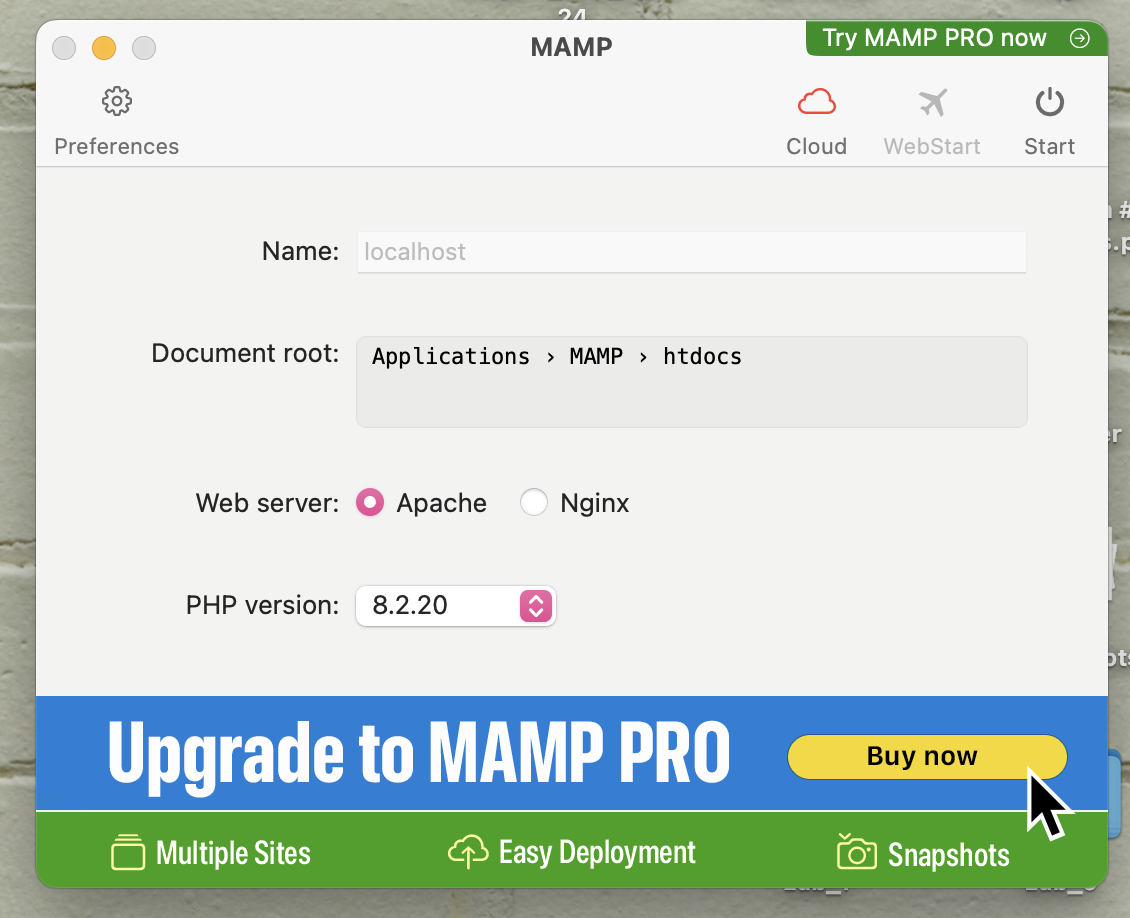 24
MAMP
Try MAMP PRO now
Preferences
Cloud
WebStart
Start
Name:
localhost
Document root:
Applications › MAMP › htdocs
Web server:
Apache
Nginx
PHP version:
8.2.20
Upgrade to MAMP PRO
Buy now
Multiple Sites
Easy Deployment
Snapshots